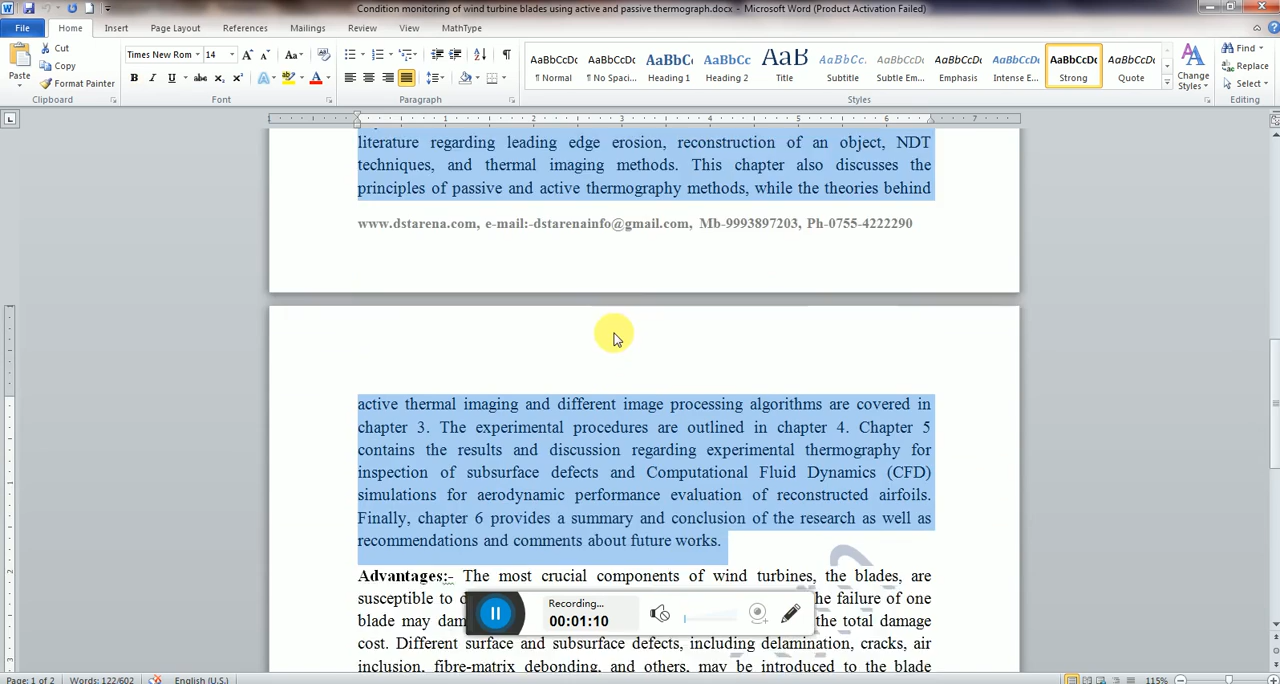 Condition monitoring of wind turbine blades using active and passive thermograph.docx - Microsoft Word (Product Activation Failed)
File Home Insert Page Layout References Mailings Review View MathType
Cut
Copy
Format Painter
Paste
Times New Rom 14
AaBbCcDc AaBbCcDc AaBbC AaBbCc AaB AaBbCc. AaBbCcDc AaBbCcDc AaBbCcDc AaBbCcDc AaBbCcDc
¶ Normal ¶ No Spaci... Heading 1 Heading 2 Title Subtitle Subtle Em... Emphasis Intense E... Strong Quote
Change Styles
Find
Replace
Select
Clipboard Font Paragraph Styles Editing
literature regarding leading edge erosion, reconstruction of an object, NDT
techniques, and thermal imaging methods. This chapter also discusses the
principles of passive and active thermography methods, while the theories behind
www.dstarena.com, e-mail:-dstarenainfo@gmail.com, Mb-9993897203, Ph-0755-4222290
active thermal imaging and different image processing algorithms are covered in
chapter 3. The experimental procedures are outlined in chapter 4. Chapter 5
contains the results and discussion regarding experimental thermography for
inspection of subsurface defects and Computational Fluid Dynamics (CFD)
simulations for aerodynamic performance evaluation of reconstructed airfoils.
Finally, chapter 6 provides a summary and conclusion of the research as well as
recommendations and comments about future works.
Advantages:- The most crucial components of wind turbines, the blades, are
susceptible to the failure of one
blade may the total damage
cost. Different surface and subsurface defects, including delamination, cracks, air
inclusion, fibre-matrix debonding, and others, may be introduced to the blade
Recording...
00:01:10
Page: 1 of 2 Words: 122/602 English (U.S.) 115%